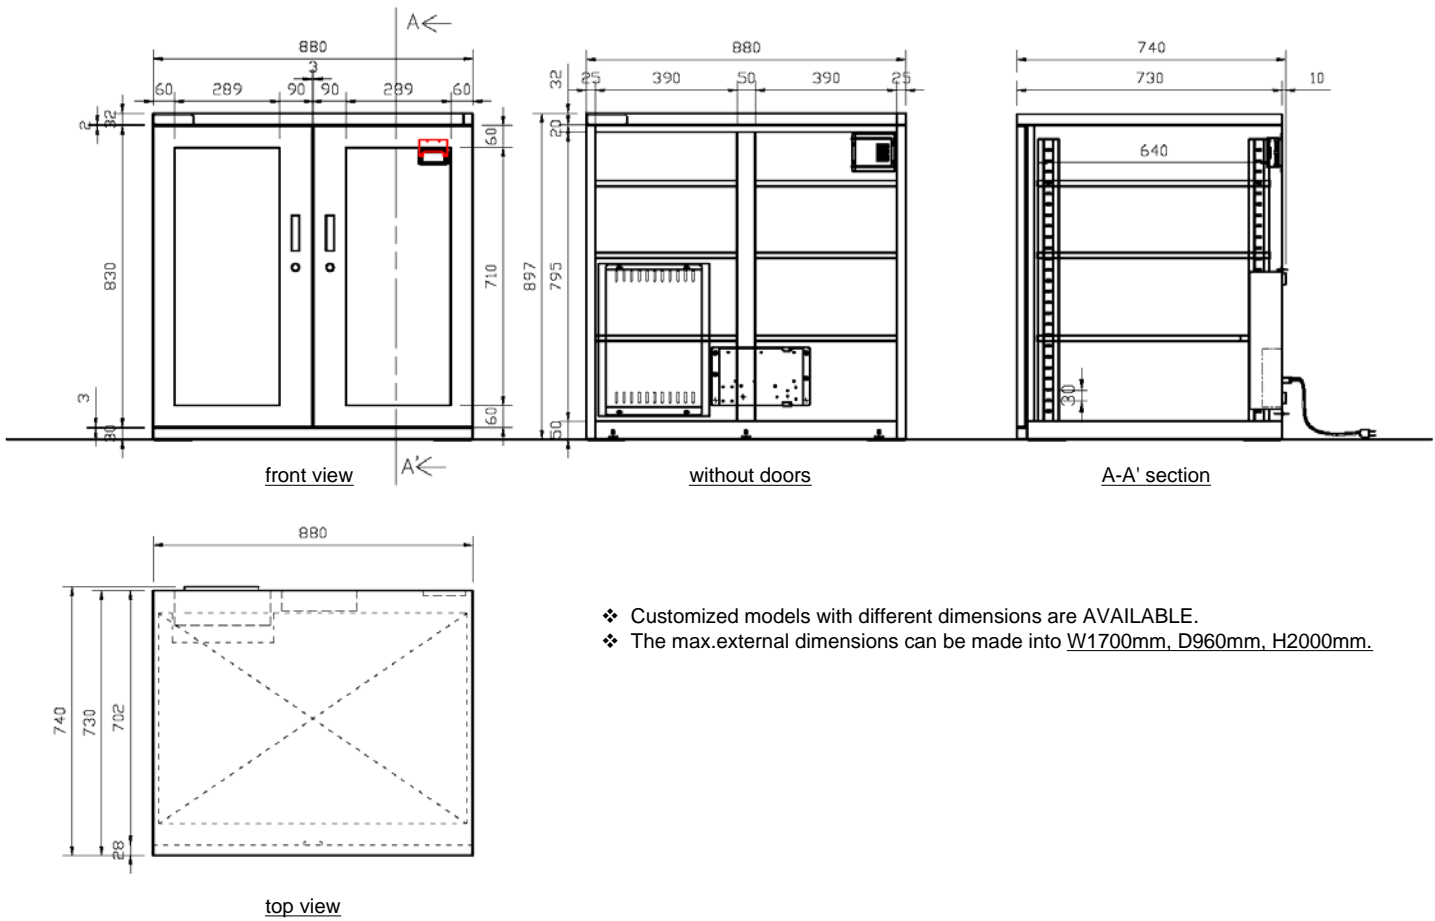 A
880
3
60 289 90 90 289 60
32
2
60
830
710
3
30
60
A'
front view
880
25 390 50 390 25
32
20
897
795
50
without doors
740
730 10
640
30
A-A' section
880
740
730
702
28
top view
❖ Customized models with different dimensions are AVAILABLE.
❖ The max.external dimensions can be made into W1700mm, D960mm, H2000mm.